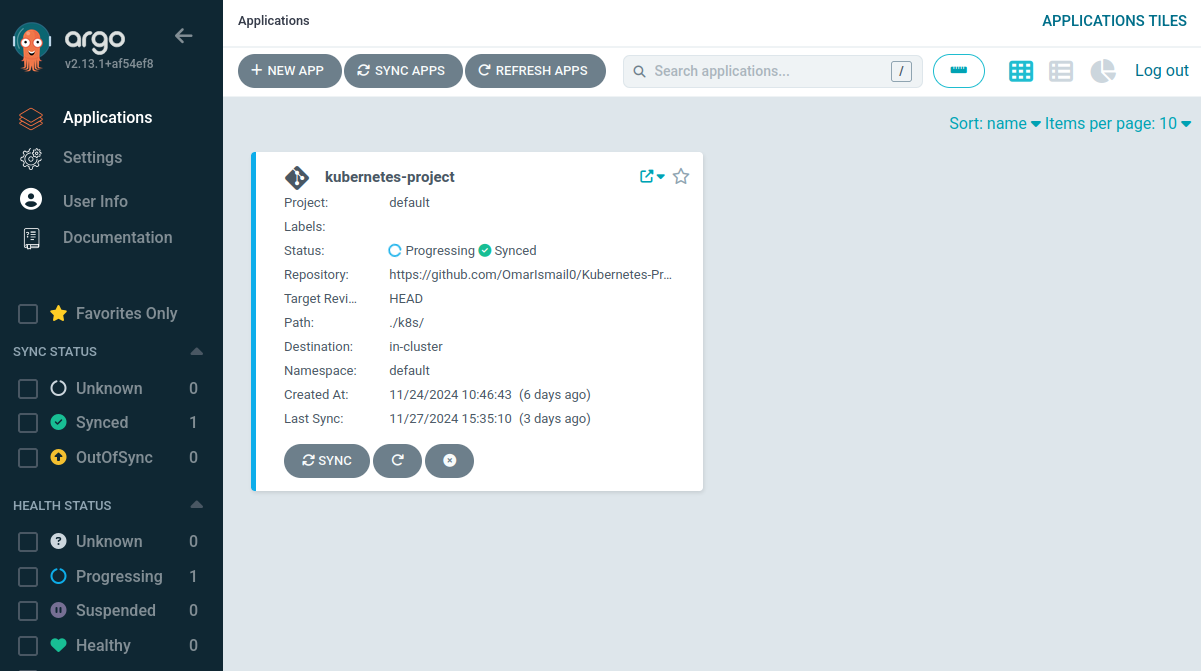 argo
v2.13.1+af54ef8
Applications
Settings
User Info
Documentation
Favorites Only
SYNC STATUS
Unknown 0
Synced 1
OutOfSync 0
HEALTH STATUS
Unknown 0
Progressing 1
Suspended 0
Healthy 0
Applications
APPLICATIONS TILES
NEW APP
SYNC APPS
REFRESH APPS
Search applications...
/
Log out
Sort: name
Items per page: 10
kubernetes-project
Project: default
Labels:
Status: Progressing Synced
Repository: https://github.com/OmarIsmail0/Kubernetes-Pr...
Target Revi... HEAD
Path: ./k8s/
Destination: in-cluster
Namespace: default
Created At: 11/24/2024 10:46:43 (6 days ago)
Last Sync: 11/27/2024 15:35:10 (3 days ago)
SYNC